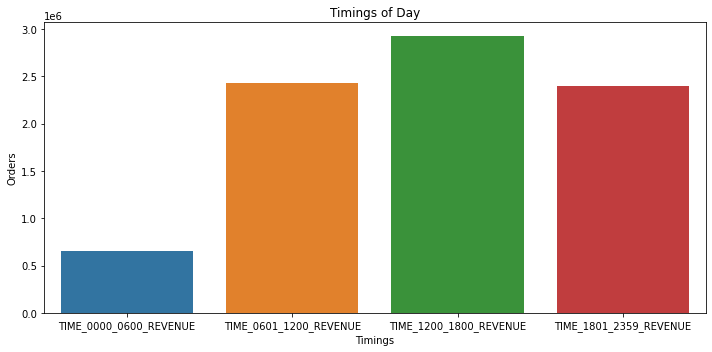 Timings of Day
1e6
3.0
2.5
2.0
1.5
1.0
0.5
0.0
Orders
TIME_0000_0600_REVENUE TIME_0601_1200_REVENUE TIME_1200_1800_REVENUE TIME_1801_2359_REVENUE
Timings